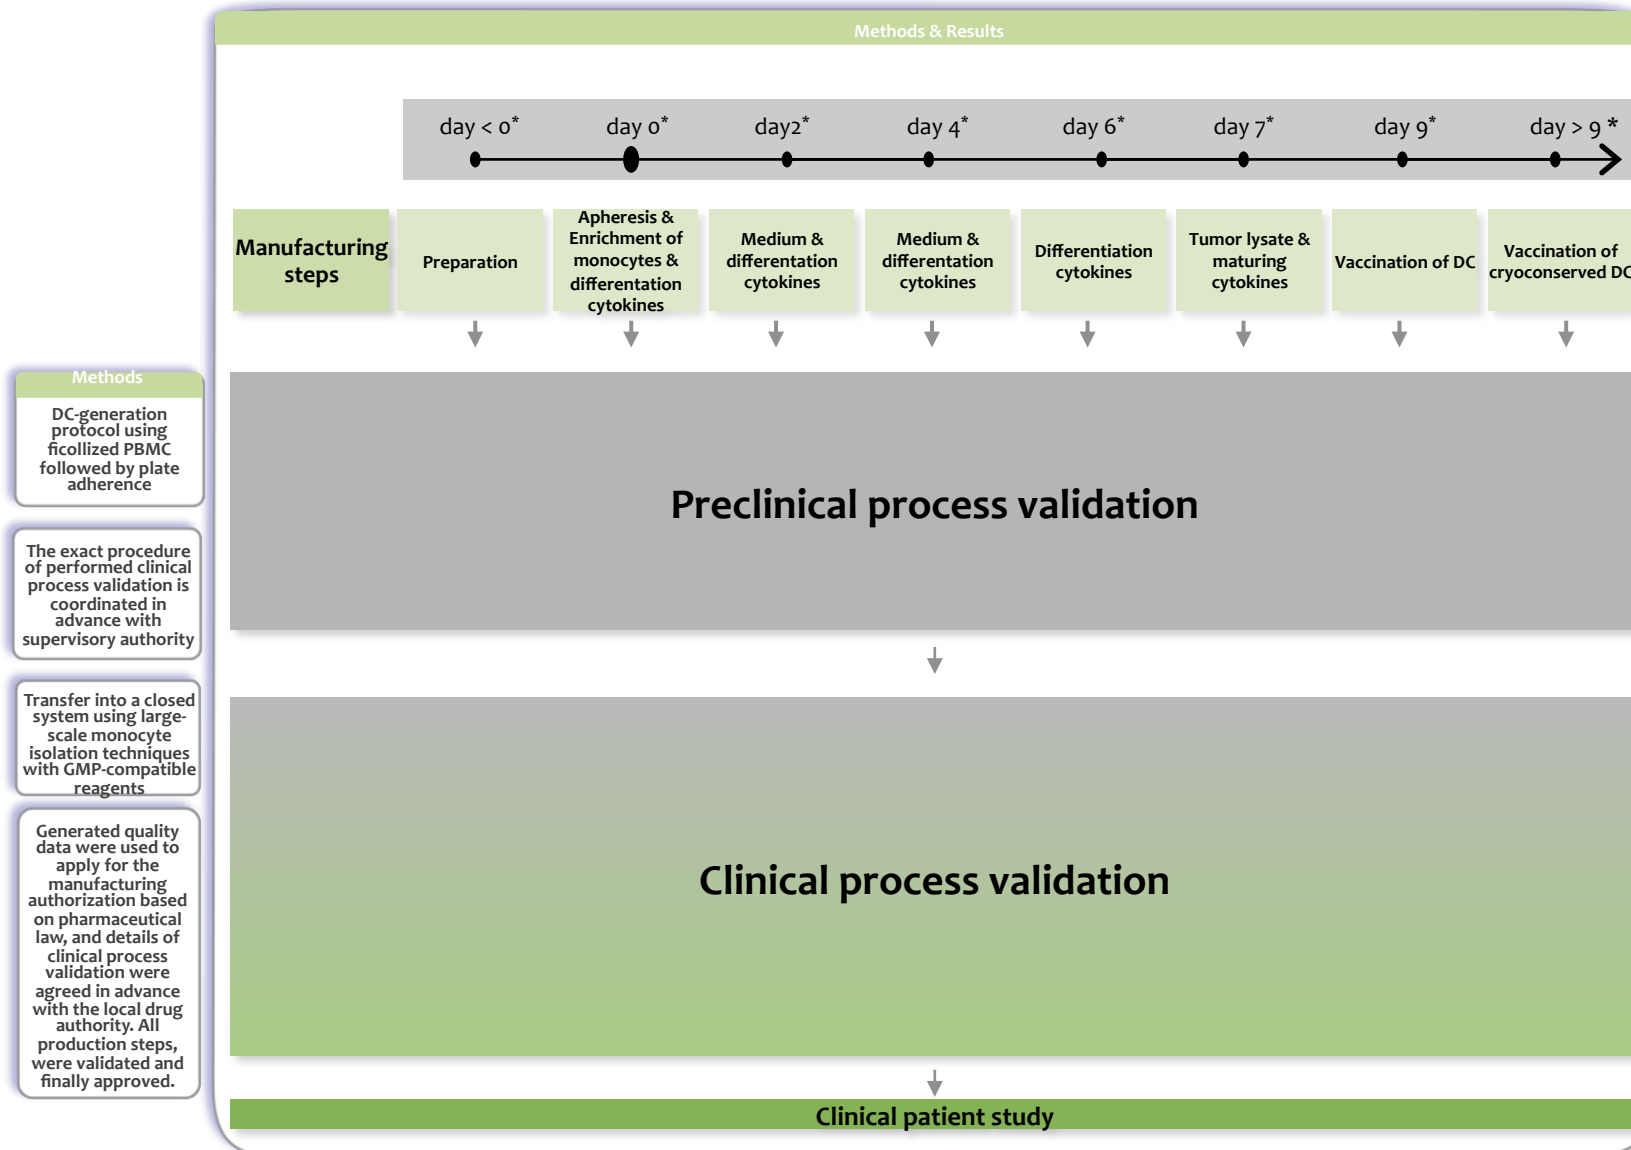 Methods & Results
day < 0*
day 0*
day2*
day 4*
day 6*
day 7*
day 9*
day > 9 *
Manufacturing
steps
Preparation
Apheresis &
Enrichment of
monocytes &
differentation
cytokines
Medium &
differentation
cytokines
Medium &
differentation
cytokines
Differentiation
cytokines
Tumor lysate &
maturing
cytokines
Vaccination of DC
Vaccination of
cryoconserved DC
Methods
DC-generation
protocol using
ficollized PBMC
followed by plate
adherence
The exact procedure
of performed clinical
process validation is
coordinated in
advance with
supervisory authority
Transfer into a closed
system using large-
scale monocyte
isolation techniques
with GMP-compatible
reagents
Generated quality
data were used to
apply for the
manufacturing
authorization based
on pharmaceutical
law, and details of
clinical process
validation were
agreed in advance
with the local drug
authority. All
production steps,
were validated and
finally approved.
Preclinical process validation
Clinical process validation
Clinical patient study